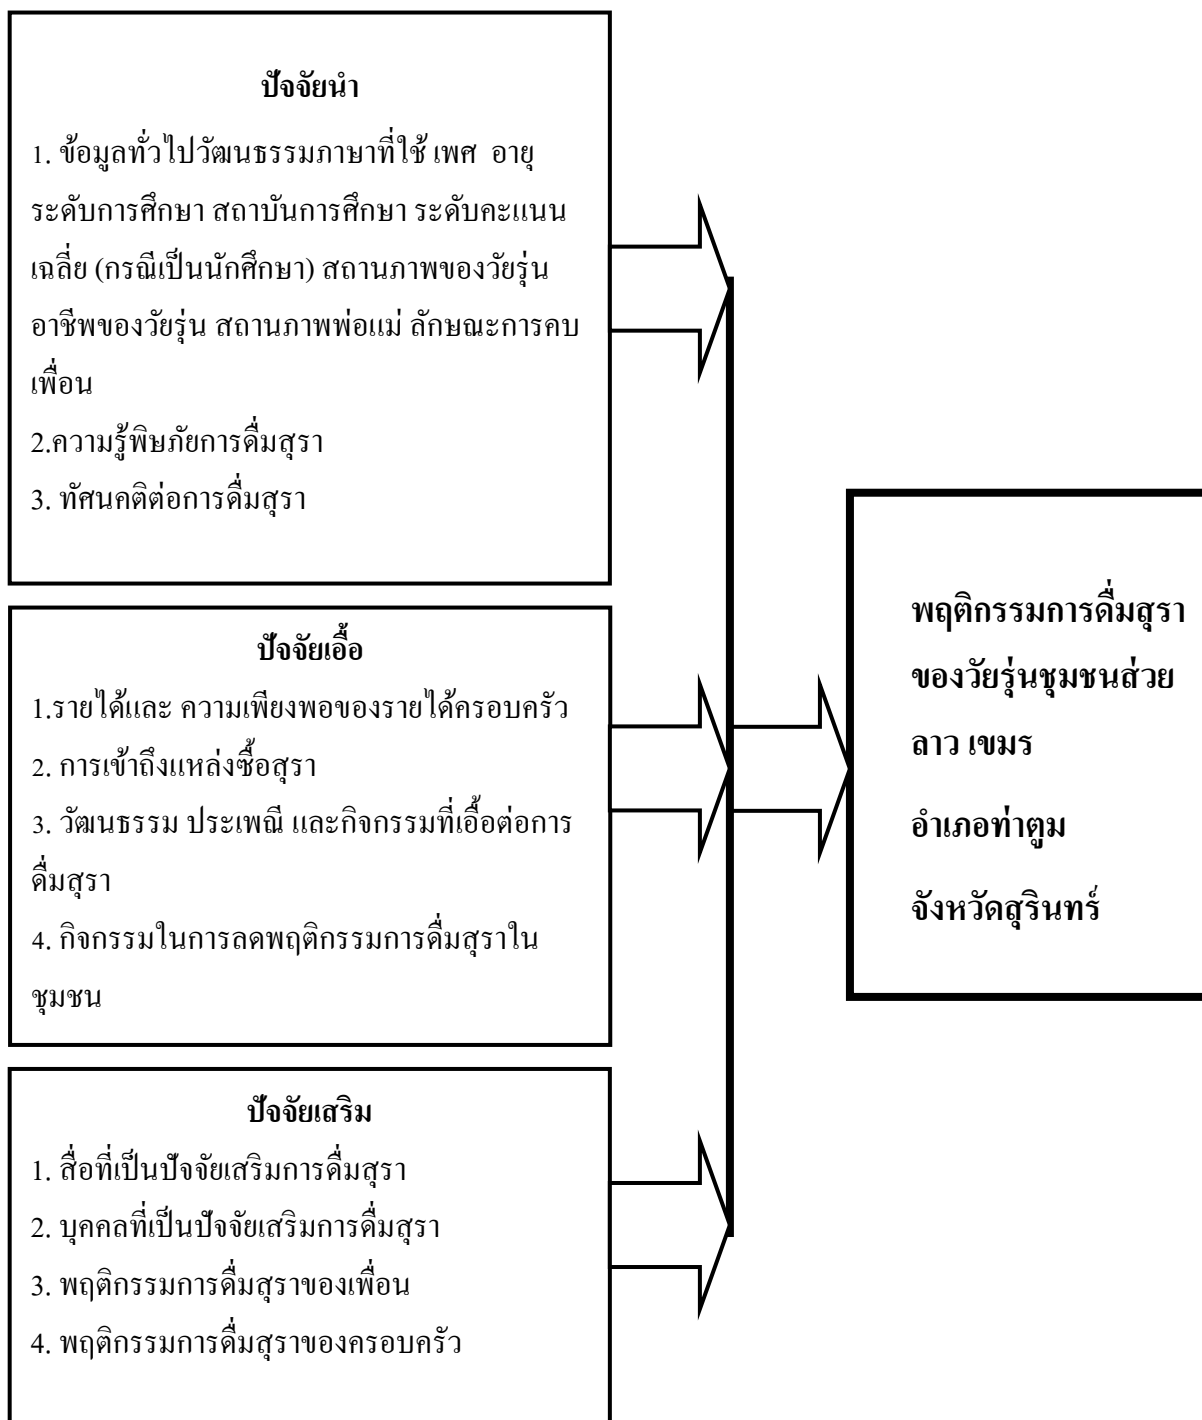 ปัจจัยนำ
1. ข้อมูลทั่วไปวัฒนธรรมภาษาที่ใช้ เพศ อายุ
ระดับการศึกษา สถาบันการศึกษา ระดับคะแนน
เฉลี่ย (กรณีเป็นนักศึกษา) สถานภาพของวัยรุ่น
อาชีพของวัยรุ่น สถานภาพพ่อแม่ ลักษณะการคบ
เพื่อน
2.ความรู้พิษภัยการดื่มสุรา
3. ทัศนคติต่อการดื่มสุรา
ปัจจัยเอื้อ
1.รายได้และ ความเพียงพอของรายได้ครอบครัว
2. การเข้าถึงแหล่งซื้อสุรา
3. วัฒนธรรม ประเพณี และกิจกรรมที่เอื้อต่อการ
ดื่มสุรา
4. กิจกรรมในการลดพฤติกรรมการดื่มสุราใน
ชุมชน
ปัจจัยเสริม
1. สื่อที่เป็นปัจจัยเสริมการดื่มสุรา
2. บุคคลที่เป็นปัจจัยเสริมการดื่มสุรา
3. พฤติกรรมการดื่มสุราของเพื่อน
4. พฤติกรรมการดื่มสุราของครอบครัว
พฤติกรรมการดื่มสุรา
ของวัยรุ่นชุมชนส่วย
ลาว เขมร
อำเภอท่าตูม
จังหวัดสุรินทร์